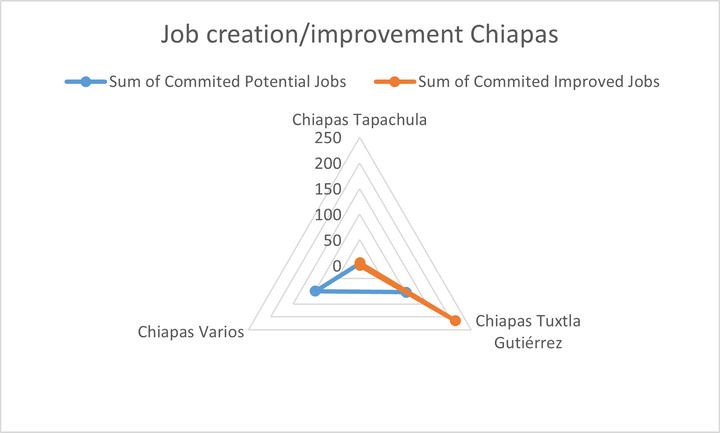 Job creation/improvement Chiapas
Sum of Commited Potential Jobs
Sum of Commited Improved Jobs
Chiapas Tapachula
250
200
150
100
50
0
Chiapas Varios
Chiapas Tuxtla
Gutiérrez